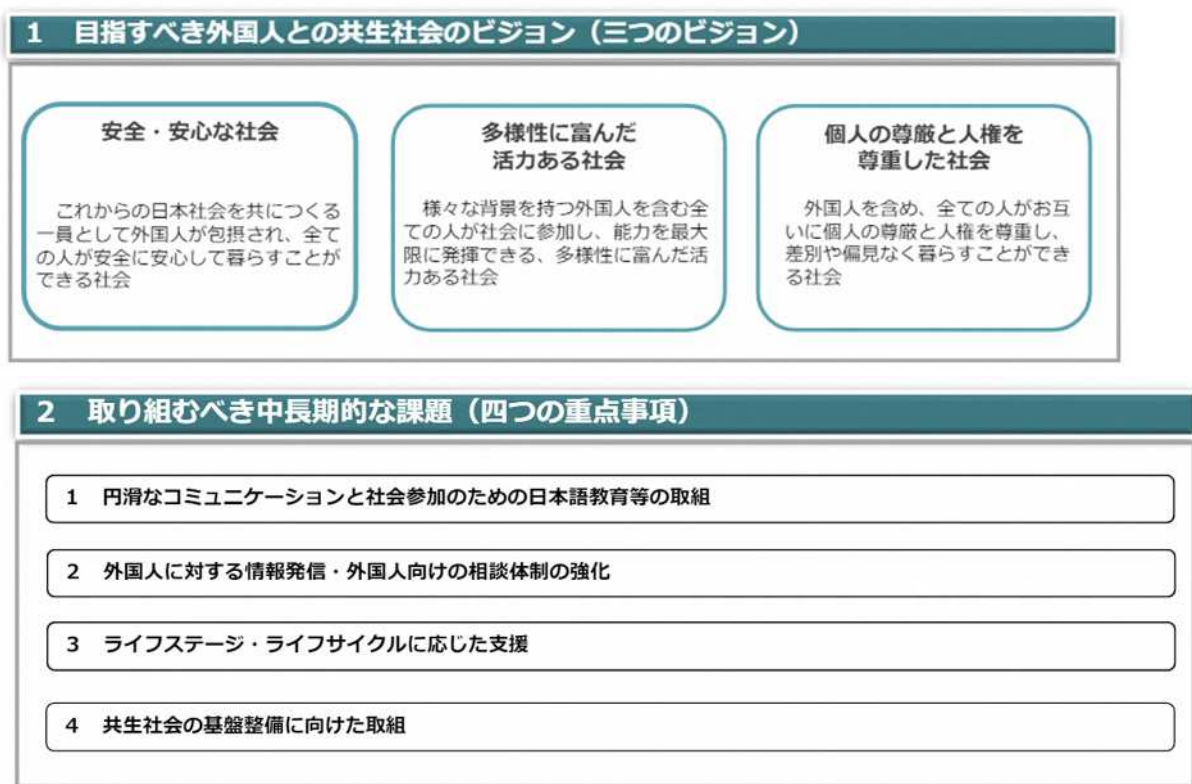 1 目指すべき外国人との共生社会のビジョン（三つのビジョン）
安全・安心な社会
これからの日本社会を共につくる
一員として外国人が包摂され、全て
の人が安全に安心して暮らすことが
できる社会
多様性に富んだ
活力ある社会
様々な背景を持つ外国人を含む全
ての人が社会に参加し、能力を最大
限に発揮できる、多様性に富んだ活
力ある社会
個人の尊厳と人権を
尊重した社会
外国人を含め、全ての人がお互
いに個人の尊厳と人権を尊重し、
差別や偏見なく暮らすことができ
る社会
2 取り組むべき中長期的な課題（四つの重点事項）
1 円滑なコミュニケーションと社会参加のための日本語教育等の取組
2 外国人に対する情報発信・外国人向けの相談体制の強化
3 ライフステージ・ライフサイクルに応じた支援
4 共生社会の基盤整備に向けた取組